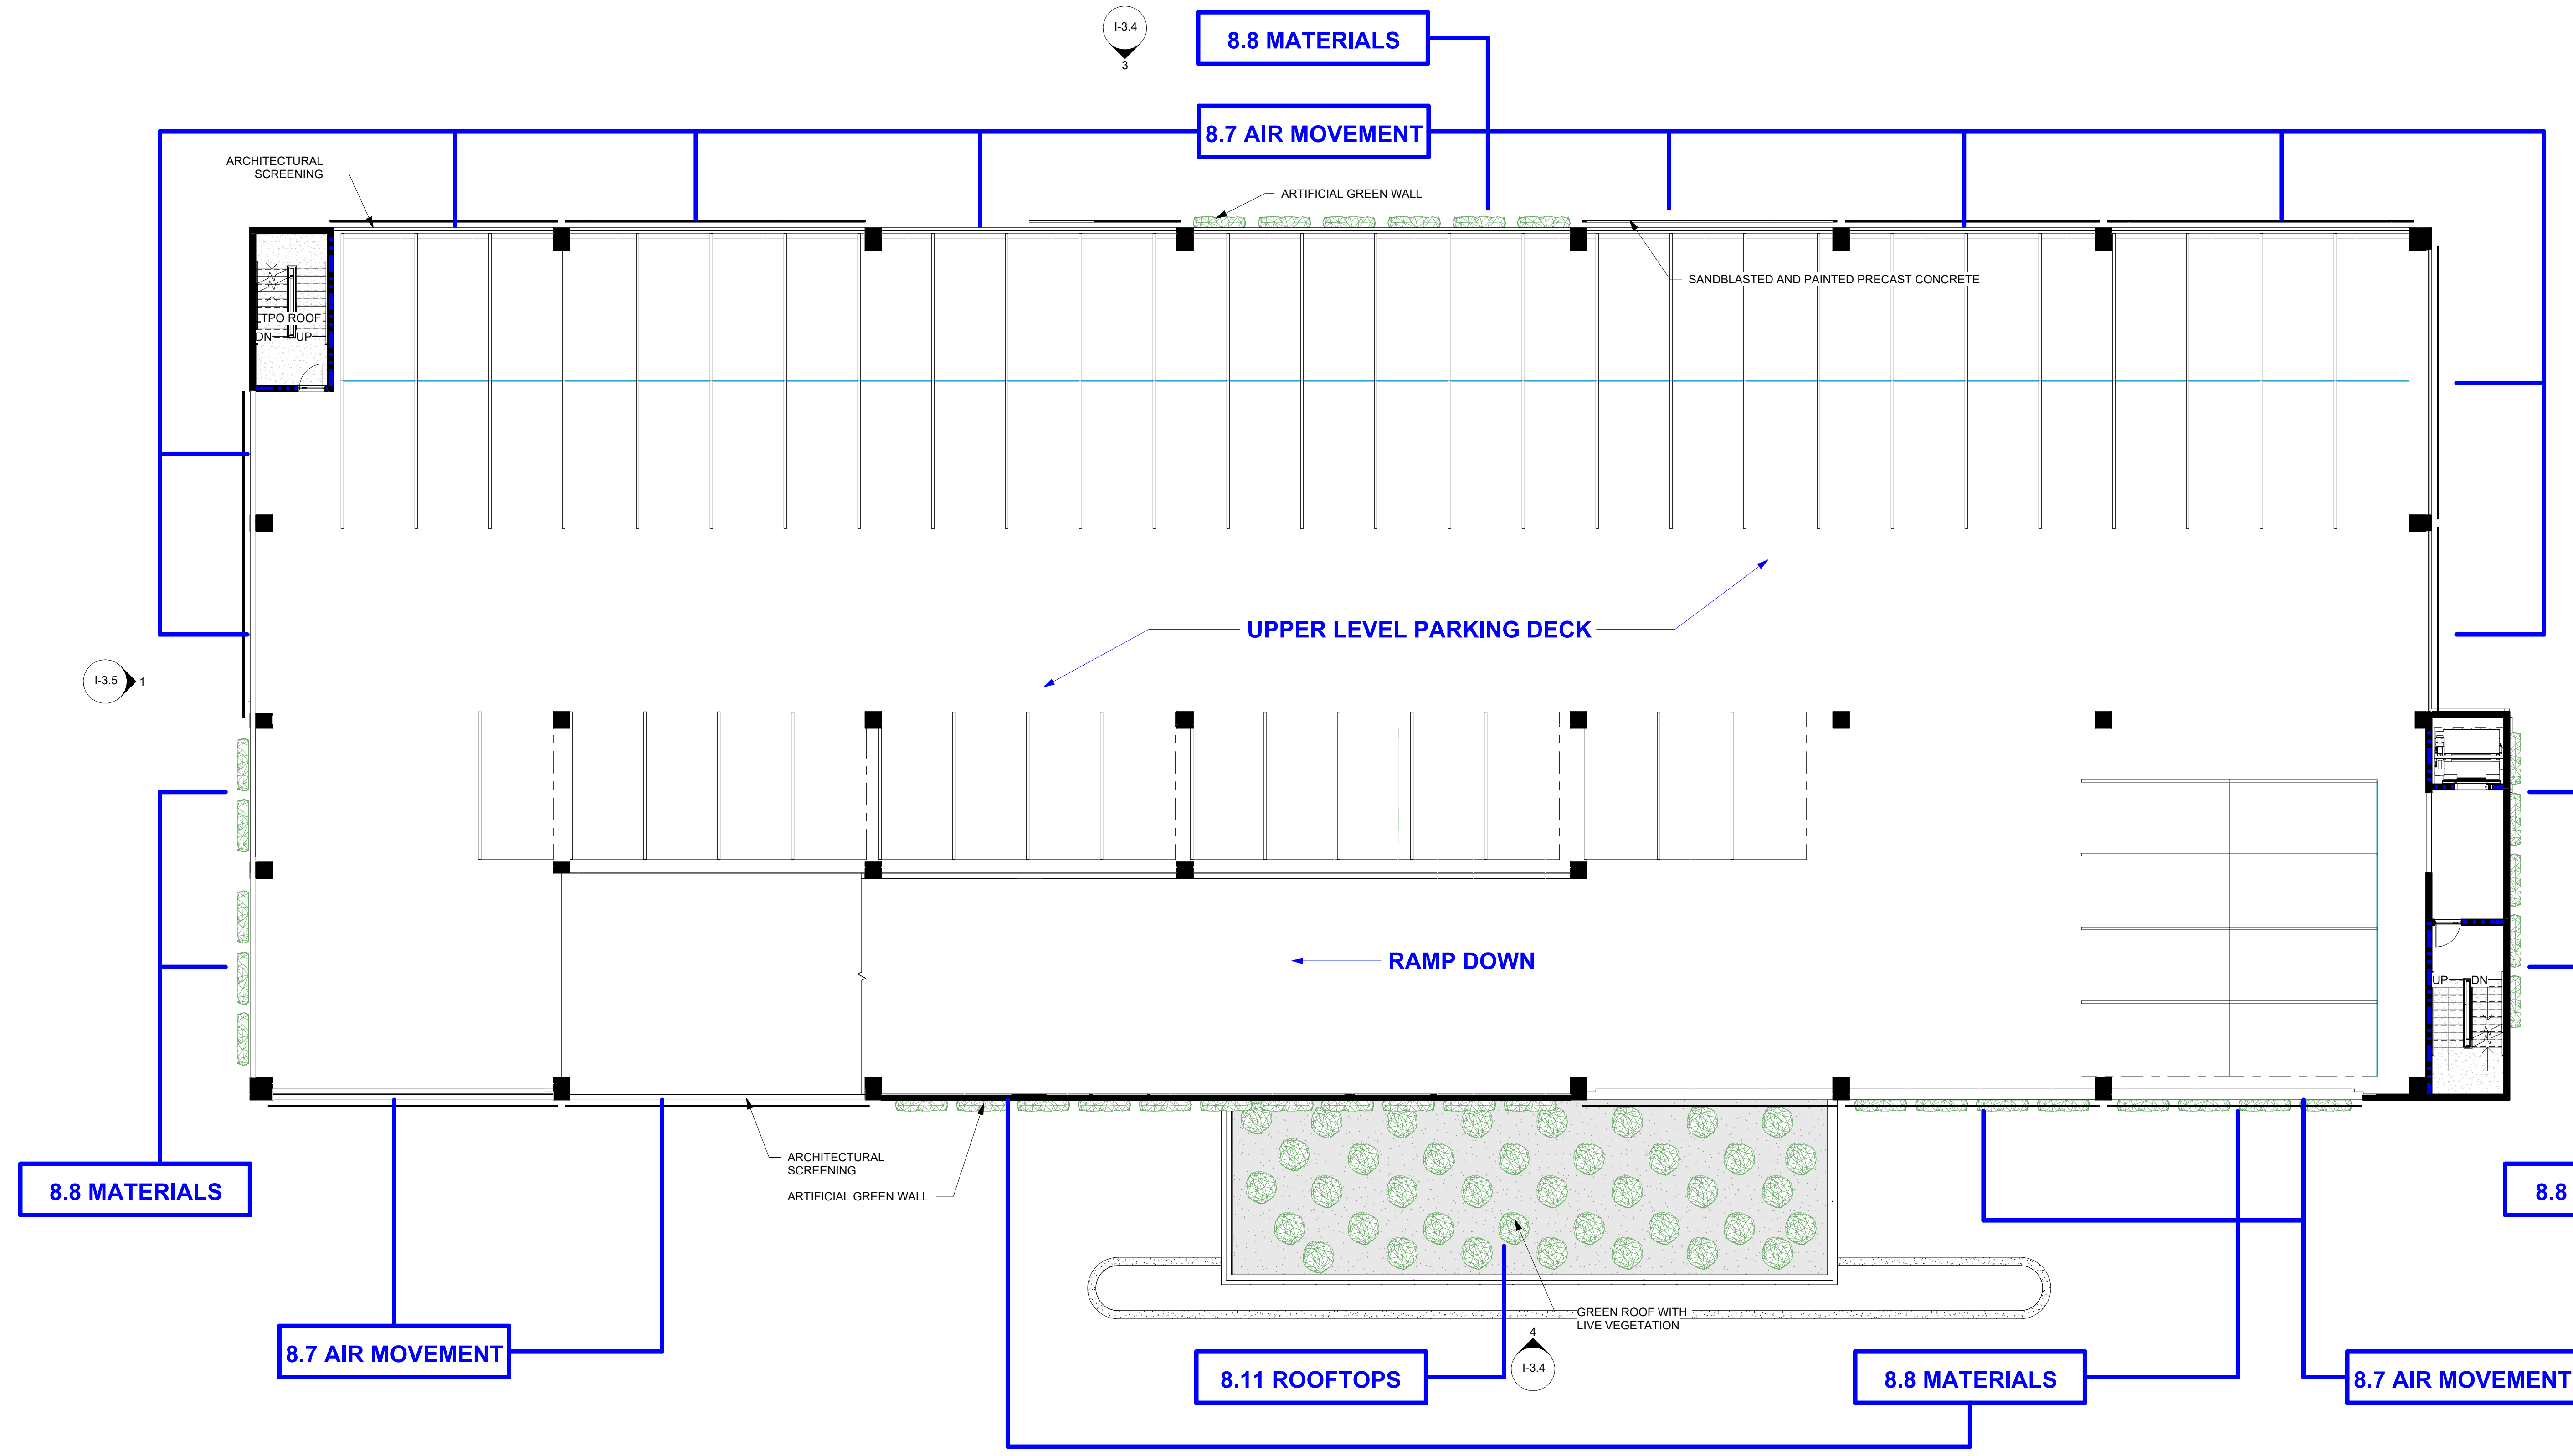 I-3.4
3
8.8 MATERIALS
8.7 AIR MOVEMENT
ARCHITECTURAL
SCREENING
ARTIFICIAL GREEN WALL
SANDBLASTED AND PAINTED PRECAST CONCRETE
TPO ROOF
DN
UP
UPPER LEVEL PARKING DECK
I-3.5
1
RAMP DOWN
UP
DN
ARCHITECTURAL
SCREENING
ARTIFICIAL GREEN WALL
8.8 MATERIALS
8.8
GREEN ROOF WITH
LIVE VEGETATION
4
I-3.4
8.7 AIR MOVEMENT
8.11 ROOFTOPS
8.8 MATERIALS
8.7 AIR MOVEMENT